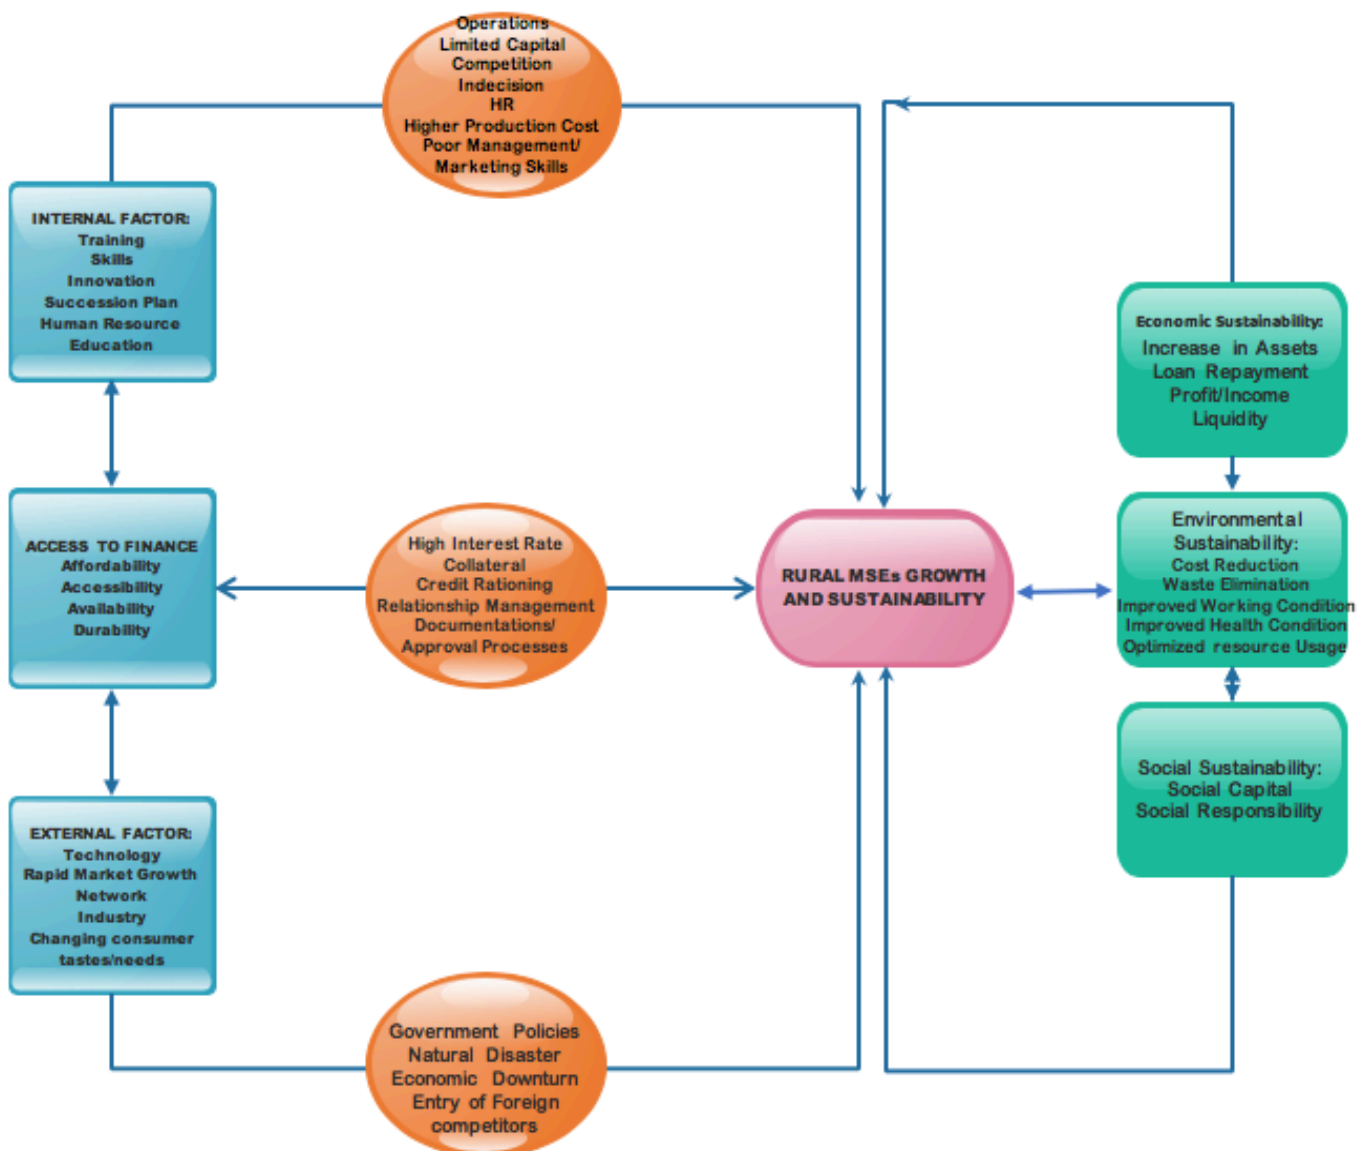 Operations
Limited Capital
Competition
Indecision
HR
Higher Production Cost
Poor Management/
Marketing Skills
INTERNAL FACTOR:
Training
Skills
Innovation
Succession Plan
Human Resource
Education
ACCESS TO FINANCE
Affordability
Accessibility
Availability
Durability
EXTERNAL FACTOR:
Technology
Rapid Market Growth
Network
Industry
Changing consumer
tastes/needs
High Interest Rate
Collateral
Credit Rationing
Relationship Management
Documentations/
Approval Processes
Government Policies
Natural Disaster
Economic Downturn
Entry of Foreign
competitors
RURAL MSEs GROWTH
AND SUSTAINABILITY
Economic Sustainability:
Increase in Assets
Loan Repayment
Profit/Income
Liquidity
Environmental
Sustainability:
Cost Reduction
Waste Elimination
Improved Working Condition
Improved Health Condition
Optimized resource Usage
Social Sustainability:
Social Capital
Social Responsibility